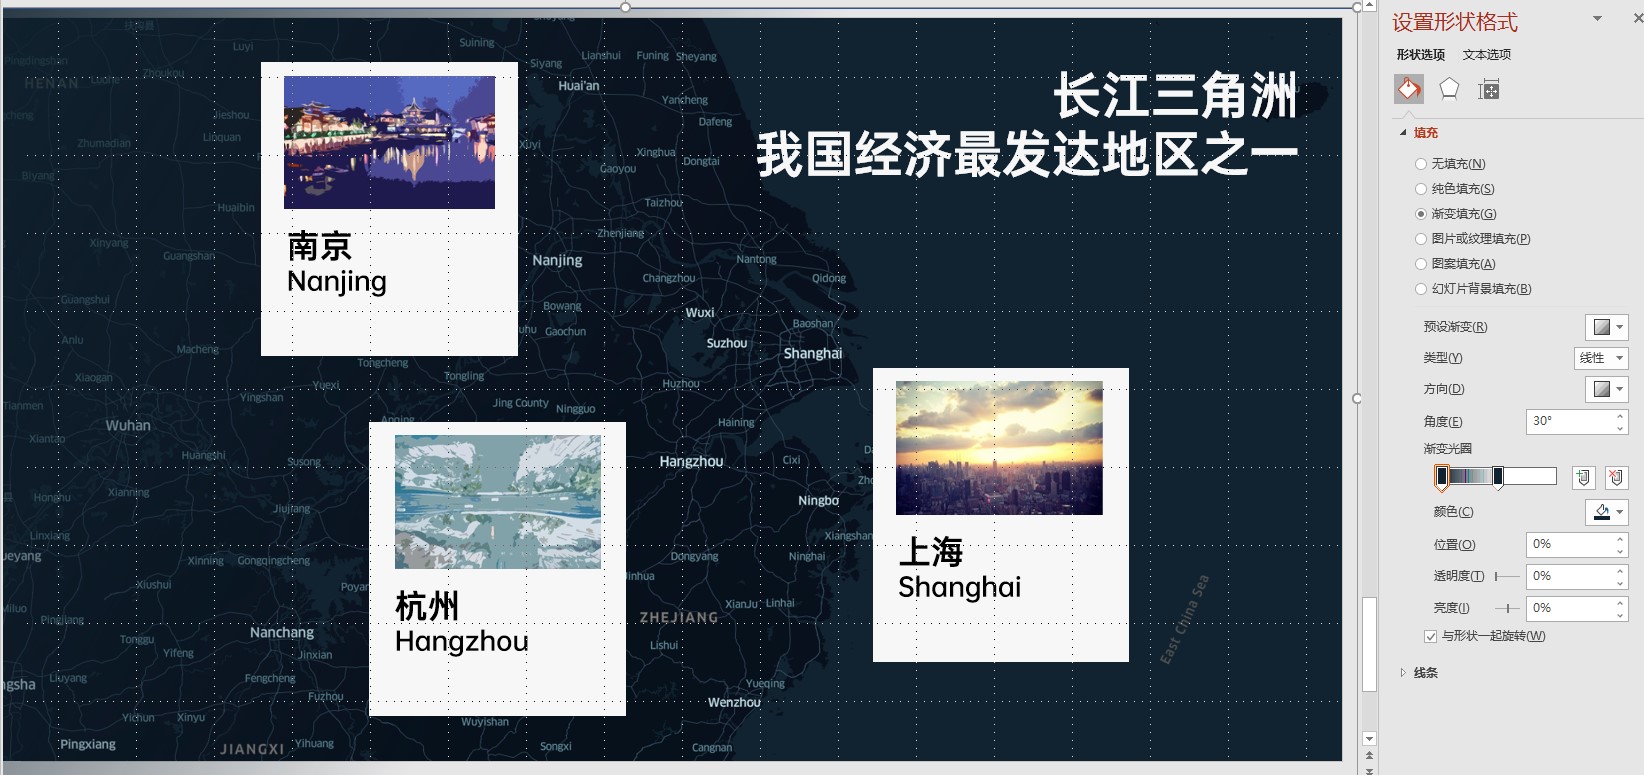 长江三角洲
我国经济最发达地区之一
南京
Nanjing
杭州
Hangzhou
上海
Shanghai
HENAN
Luyi
Zhoukou
Suining
Siyang
Lianshui
Funing
Sheyang
Huai'an
Yancheng
Dafeng
Jieshou
Linquan
Zhumadian
Biyang
Xinghua
Dongtai
Gaoyou
Huaibin
Taizhou
Zhenjiang
Xinyang
Guangshan
Nanjing
Nantong
Changzhou
Qidong
Guangshui
Bowang
Wuxi
Gaochun
Baoshan
Anlu
Macheng
Suzhou
Shanghai
Tongcheng
Tongling
Xiaogan
Yuexi
Huzhou
Yingshan
Tianmen
Jing County
Ningguo
Wuhan
Haining
Xiantao
Huangshi
Susong
Hangzhou
Cixi
Honghu
Xianning
Ningbo
Jiujiang
Linxiang
Xiangshan
ueyang
Xinning
Gongqingcheng
Dongyang
Ninghai
Xiushui
Poyan
inhua
Miluo
Pingjiang
XianJu
Linhai
ZHEJIANG
East China Sea
Tonggu
Nanchang
Yifeng
Jinxian
Lishui
ngsha
Liuyang
Fengcheng
Fuzhou
Yueqing
Wenzhou
Yichun
Xinyu
Wuyishan
Pingxiang
JIANGXI
Yihuang
Songxi
Cangnan
设置形状格式
形状选项
文本选项
填充
无填充(N)
纯色填充(S)
渐变填充(G)
图片或纹理填充(P)
图案填充(A)
幻灯片背景填充(B)
预设渐变(R)
类型(Y)
线性
方向(D)
角度(E)
30°
渐变光圈
颜色(C)
位置(O)
0%
透明度(T)
0%
亮度(I)
0%
与形状一起旋转(W)
线条